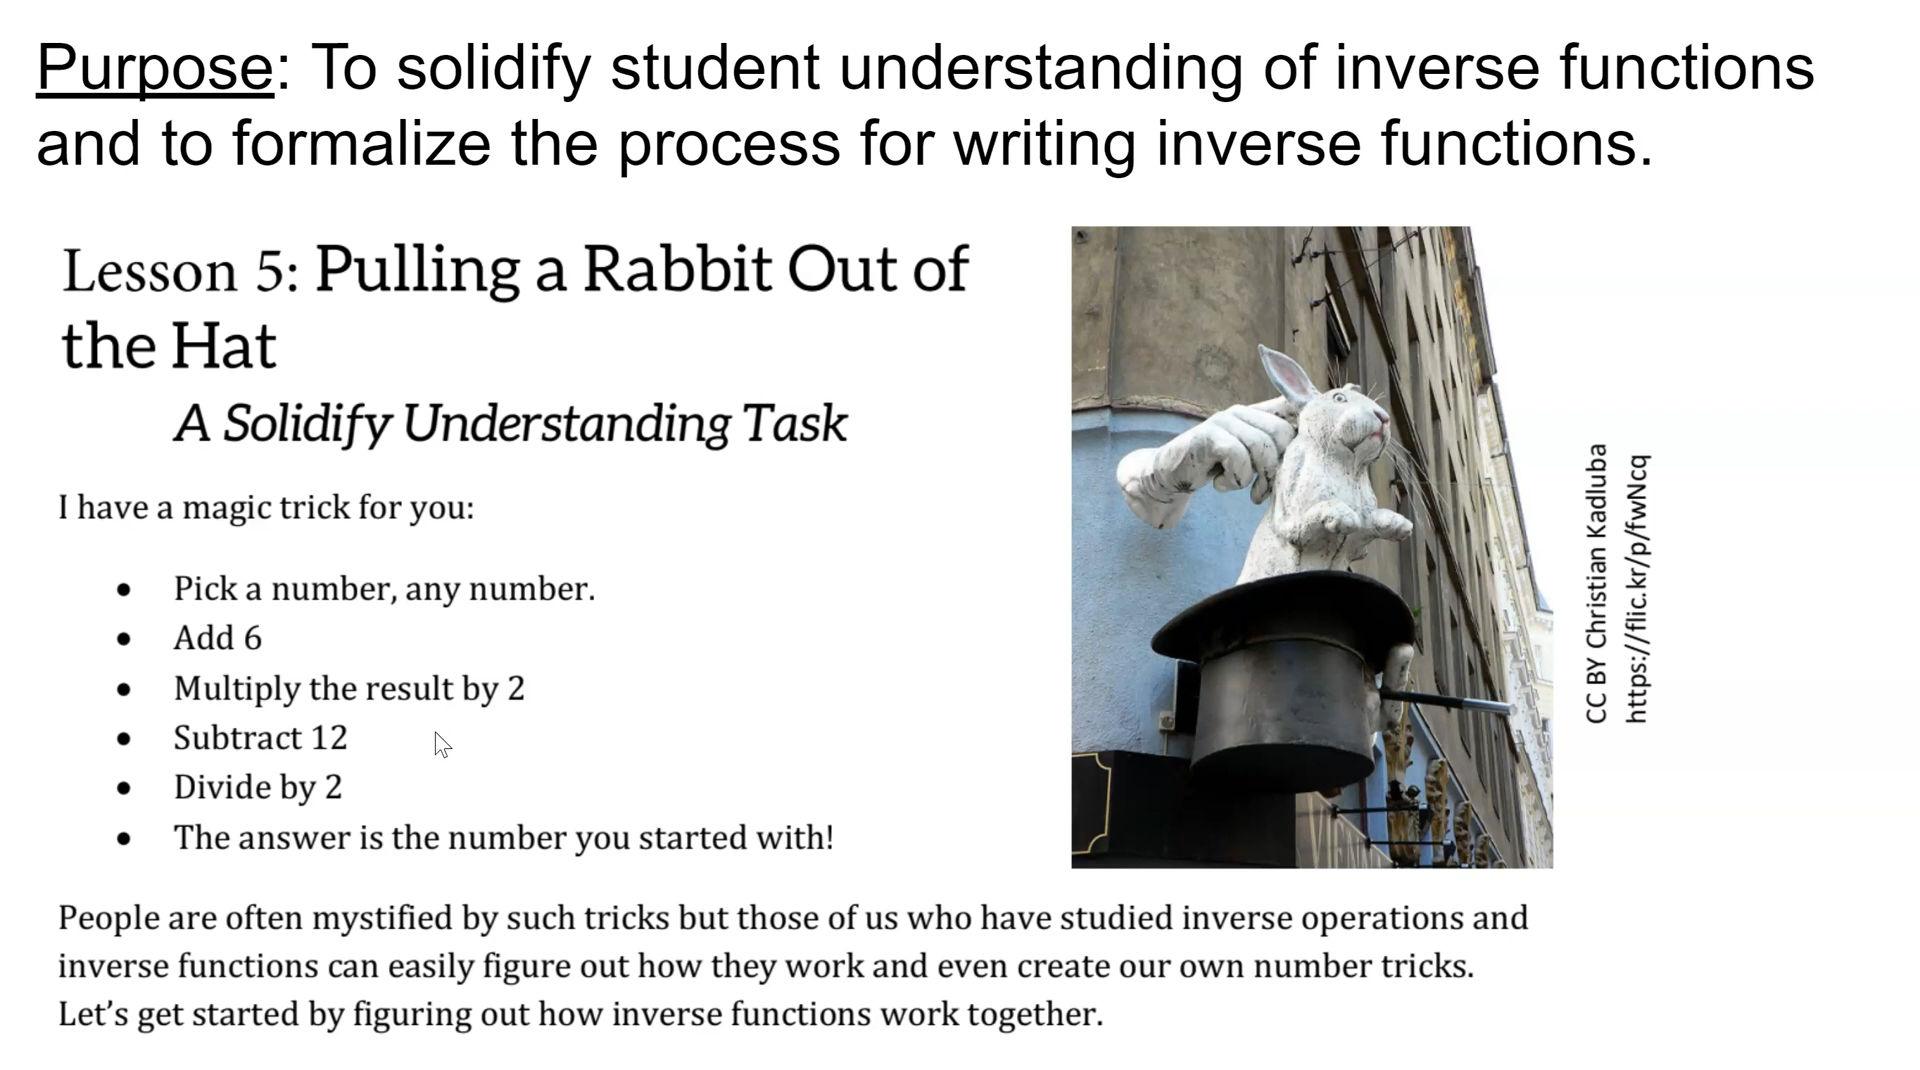 Purpose: To solidify student understanding of inverse functions
and to formalize the process for writing inverse functions.
Lesson 5: Pulling a Rabbit Out of
the Hat
A Solidify Understanding Task
I have a magic trick for you:
• Pick a number, any number.
• Add 6
• Multiply the result by 2
• Subtract 12
• Divide by 2
• The answer is the number you started with!
People are often mystified by such tricks but those of us who have studied inverse operations and
inverse functions can easily figure out how they work and even create our own number tricks.
Let’s get started by figuring out how inverse functions work together.
CC BY Christian Kadluba
https://flic.kr/p/fwNcq